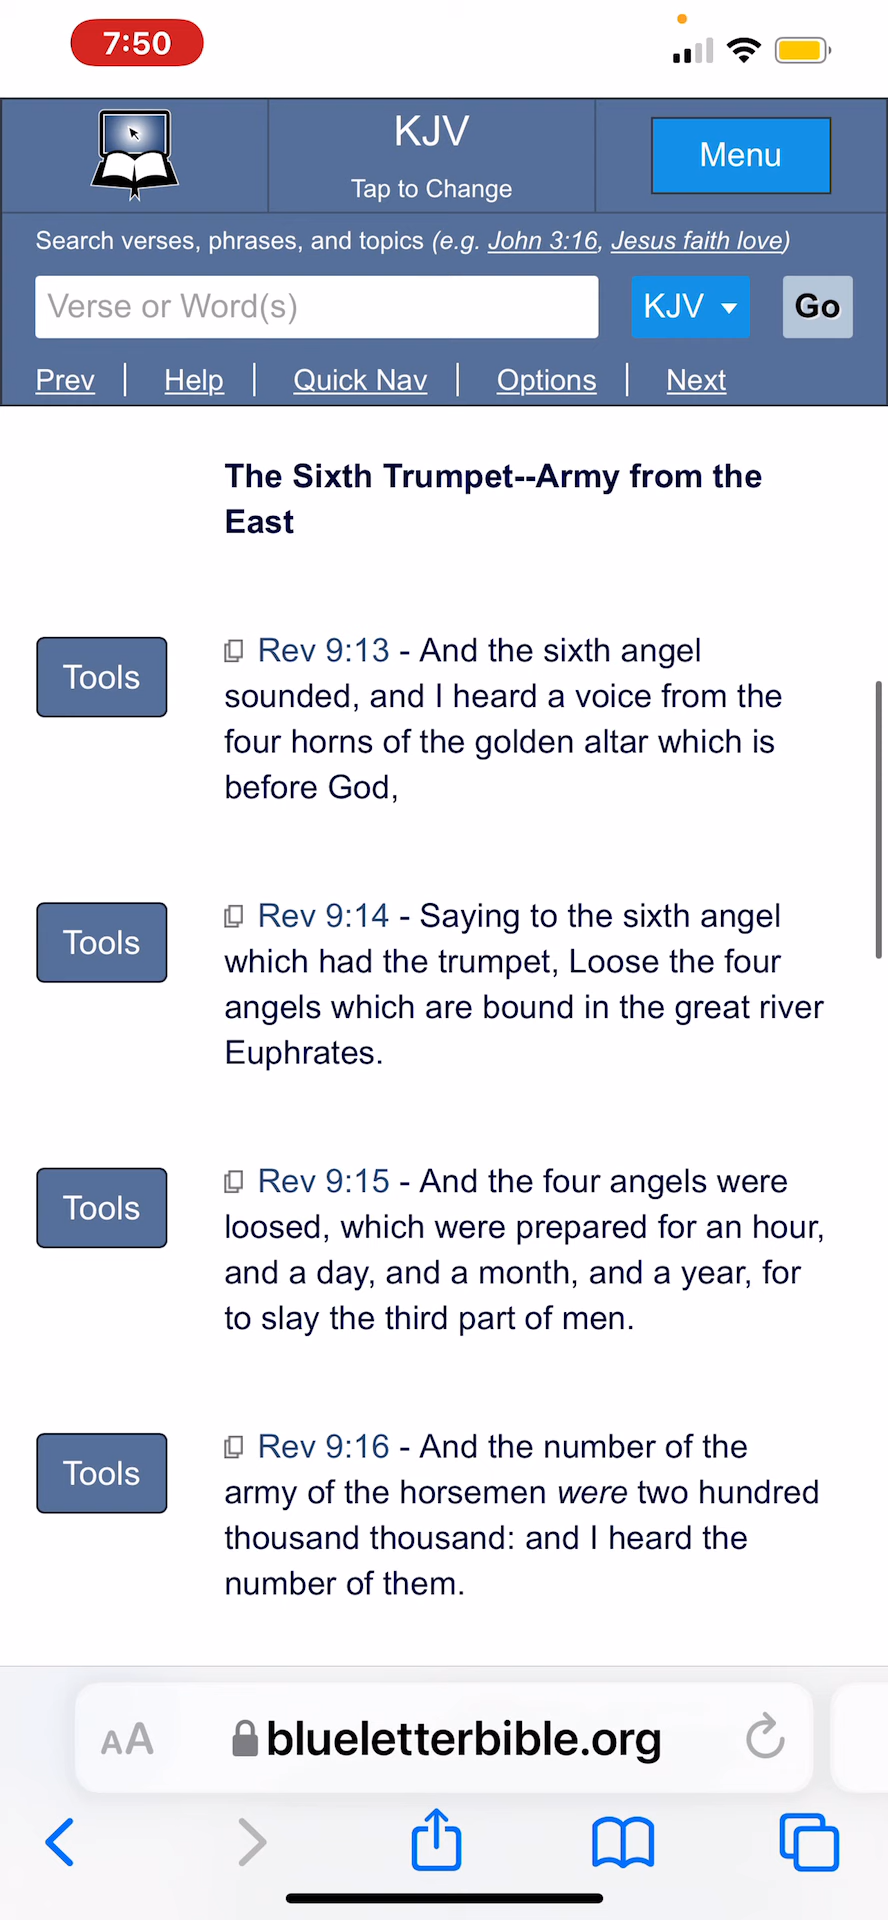 7:50
KJV
Tap to Change
Menu
Search verses, phrases, and topics (e.g. John 3:16, Jesus faith love)
Verse or Word(s)
KJV
Go
Prev | Help | Quick Nav | Options | Next
The Sixth Trumpet--Army from the
East
Tools
Rev 9:13 - And the sixth angel
sounded, and I heard a voice from the
four horns of the golden altar which is
before God,
Tools
Rev 9:14 - Saying to the sixth angel
which had the trumpet, Loose the four
angels which are bound in the great river
Euphrates.
Tools
Rev 9:15 - And the four angels were
loosed, which were prepared for an hour,
and a day, and a month, and a year, for
to slay the third part of men.
Tools
Rev 9:16 - And the number of the
army of the horsemen were two hundred
thousand thousand: and I heard the
number of them.
AA
blueletterbible.org